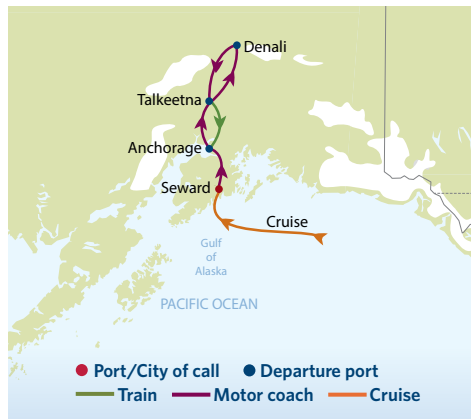 Denali
Talkeetna
Anchorage
Seward
Cruise
Gulf
of
Alaska
PACIFIC OCEAN
Port/City of call Departure port
Train Motor coach Cruise